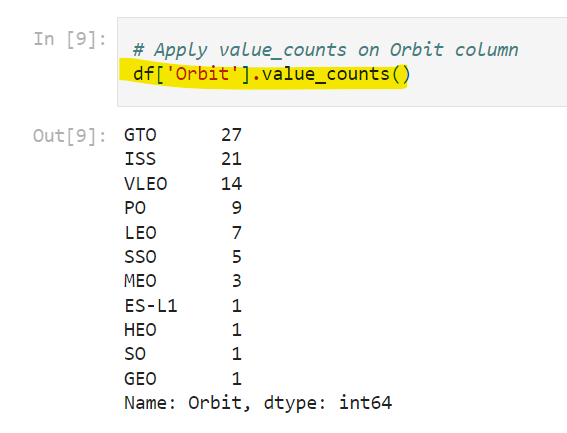 In [9]:
# Apply value_counts on Orbit column
df['Orbit'].value_counts()
Out[9]:
GTO 27
ISS 21
VLEO 14
PO 9
LEO 7
SSO 5
MEO 3
ES-L1 1
HEO 1
SO 1
GEO 1
Name: Orbit, dtype: int64